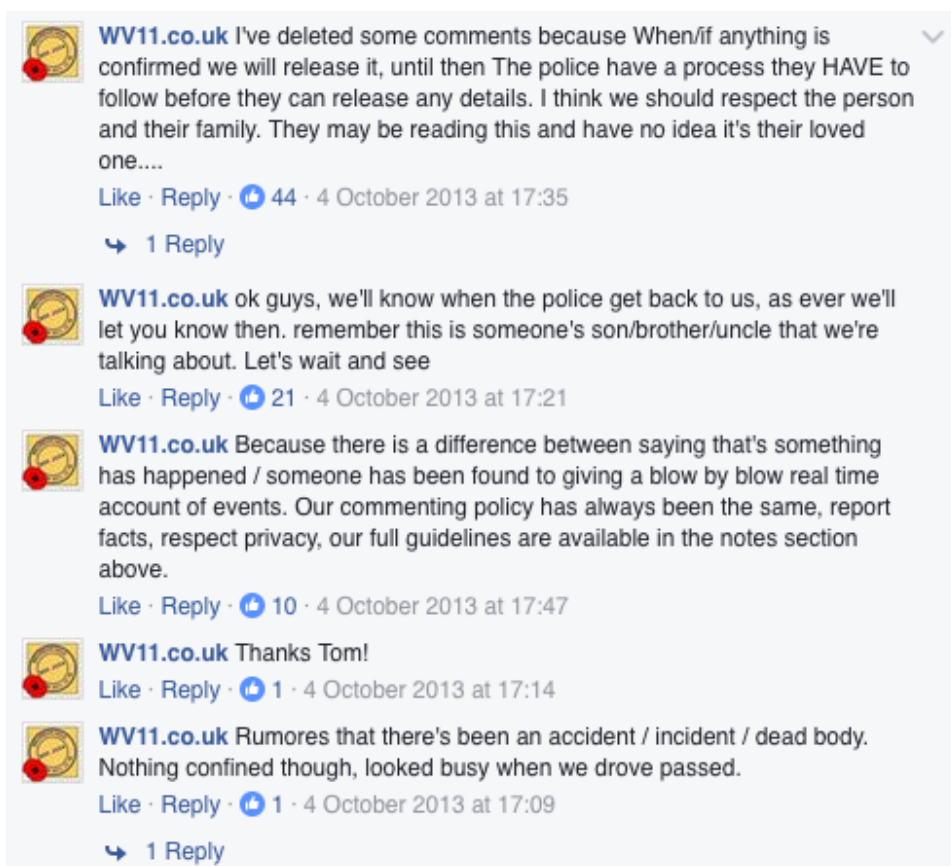 WV11.co.uk I've deleted some comments because When/if anything is
confirmed we will release it, until then The police have a process they HAVE to
follow before they can release any details. I think we should respect the person
and their family. They may be reading this and have no idea it's their loved
one....
Like · Reply · 44 · 4 October 2013 at 17:35
1 Reply
WV11.co.uk ok guys, we'll know when the police get back to us, as ever we'll
let you know then. remember this is someone's son/brother/uncle that we're
talking about. Let's wait and see
Like · Reply · 21 · 4 October 2013 at 17:21
WV11.co.uk Because there is a difference between saying that's something
has happened / someone has been found to giving a blow by blow real time
account of events. Our commenting policy has always been the same, report
facts, respect privacy, our full guidelines are available in the notes section
above.
Like · Reply · 10 · 4 October 2013 at 17:47
WV11.co.uk Thanks Tom!
Like · Reply · 1 · 4 October 2013 at 17:14
WV11.co.uk Rumores that there's been an accident / incident / dead body.
Nothing confined though, looked busy when we drove passed.
Like · Reply · 1 · 4 October 2013 at 17:09
1 Reply